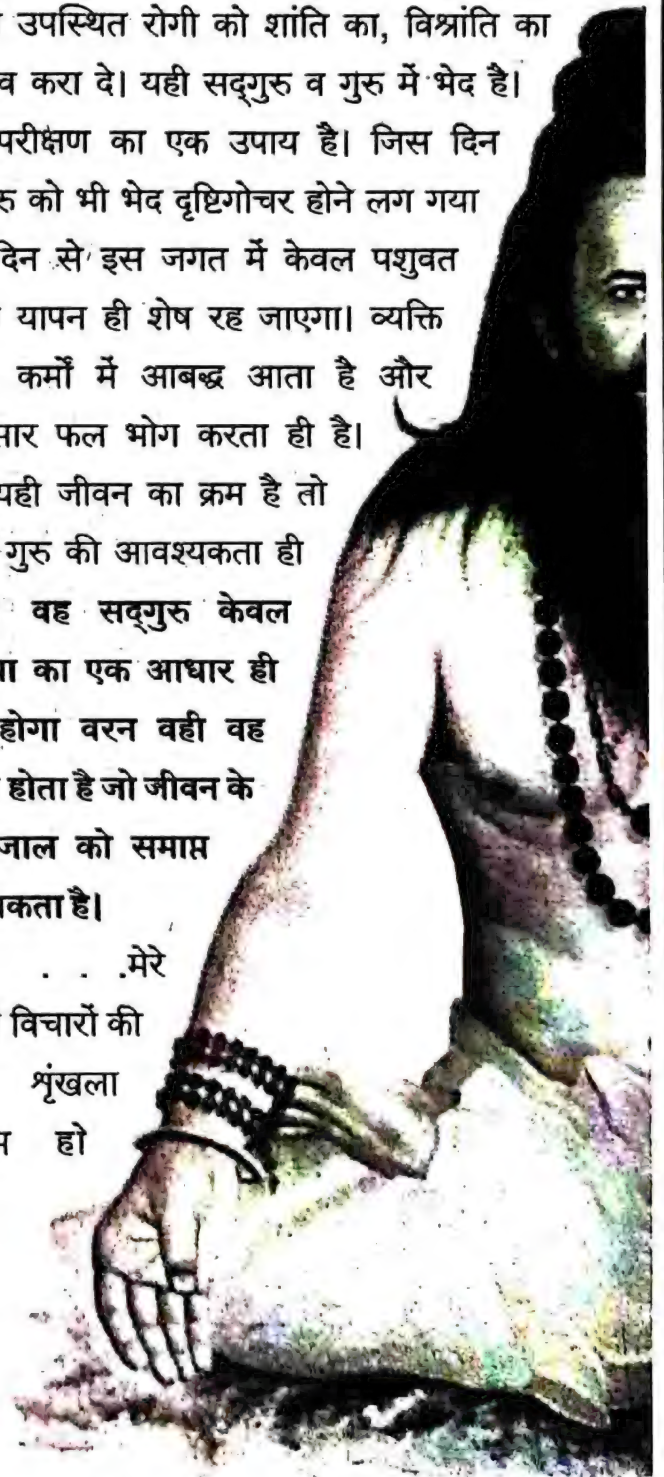 उपस्थित रोगी को शांति का, विश्रांति का
करा दे। यही सद्‌गुरु व गुरु में भेद है।
परीक्षण का एक उपाय है। जिस दिन
को भी भेद दृष्टिगोचर होने लग गया
दिन से इस जगत में केवल पशुवत
यापन ही शेष रह जाएगा। व्यक्ति
कर्मों में आबद्ध आता है और
फल भोग करता ही है।
यही जीवन का क्रम है तो
गुरु की आवश्यकता ही
वह सद्‌गुरु केवल
का एक आधार ही
होगा वरन वही वह
होता है जो जीवन के
जाल को समाप्त
है।
. . .मेरे
विचारों की
शृंखला
हो